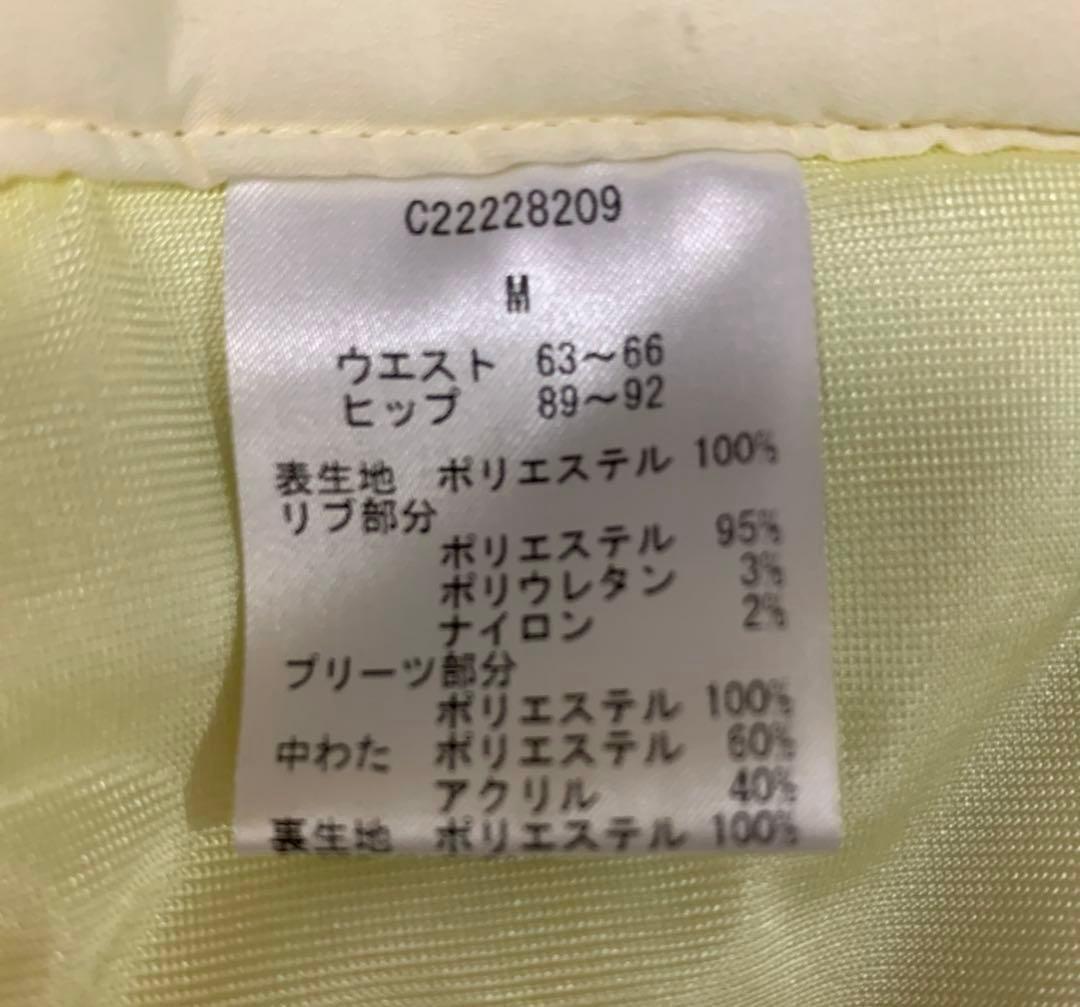 C22228209
M
ウエスト 63～66
ヒップ 89～92
表生地 ポリエステル 100%
リブ部分
ポリエステル 95%
ポリウレタン 3%
ナイロン 2%
プリーツ部分
ポリエステル 100%
中わた ポリエステル 60%
アクリル 40%
裏生地 ポリエステル 100%